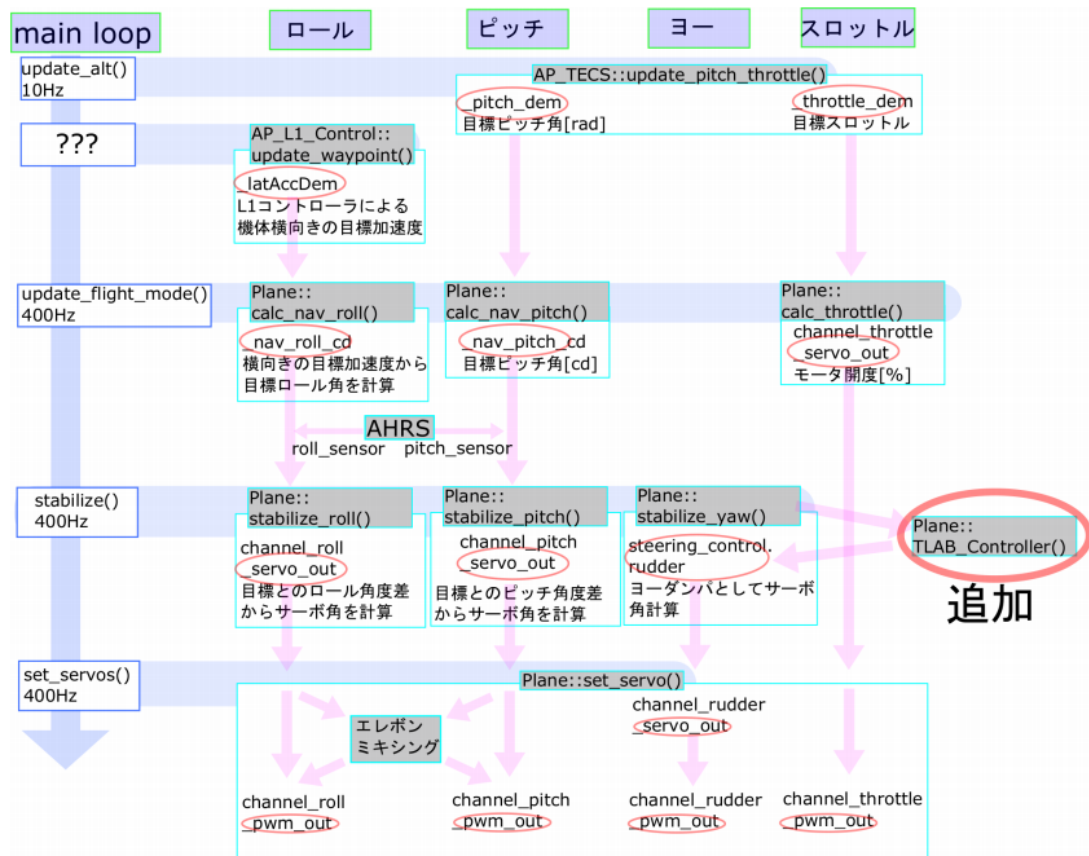 main loop
ロール
ピッチ
ヨー
スロットル
update_alt()
10Hz
AP_TECS::update_pitch_throttle()
_pitch_dem
目標ピッチ角[rad]
_throttle_dem
目標スロットル
???
AP_L1_Control::
update_waypoint()
_latAccDem
L1コントローラによる
機体横向きの目標加速度
update_flight_mode()
400Hz
Plane::
calc_nav_roll()
_nav_roll_cd
横向きの目標加速度から
目標ロール角を計算
Plane::
calc_nav_pitch()
_nav_pitch_cd
目標ピッチ角[cd]
Plane::
calc_throttle()
channel_throttle
_servo_out
モータ開度[%]
AHRS
roll_sensor
pitch_sensor
stabilize()
400Hz
Plane::
stabilize_roll()
channel_roll
_servo_out
目標とのロール角度差
からサーボ角を計算
Plane::
stabilize_pitch()
channel_pitch
_servo_out
目標とのピッチ角度差
からサーボ角を計算
Plane::
stabilize_yaw()
steering_control.
rudder
ヨーダンパとしてサーボ
角計算
Plane::
TLAB_Controller()
追加
set_servos()
400Hz
Plane::set_servo()
エレボン
ミキシング
channel_rudder
_servo_out
channel_roll
_pwm_out
channel_pitch
_pwm_out
channel_rudder
_pwm_out
channel_throttle
_pwm_out